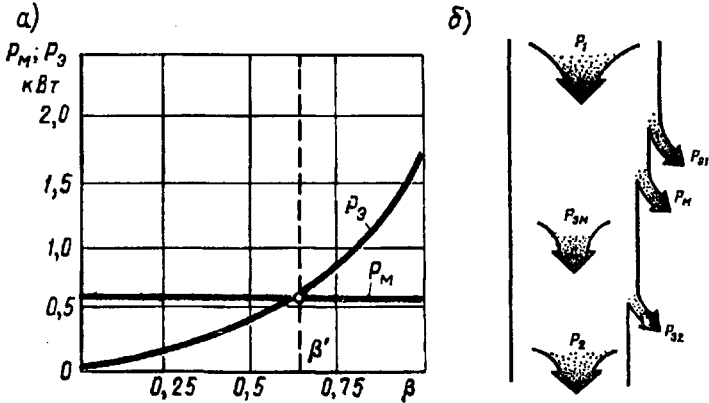 а)
Pм; Pэ
кВт
2,0
1,5
1,0
0,5
0
0,25
0,5
0,75
β
Pэ
Pм
β'
б)
P1
Pэ1
Pм
Pэм
Pэ2
P2